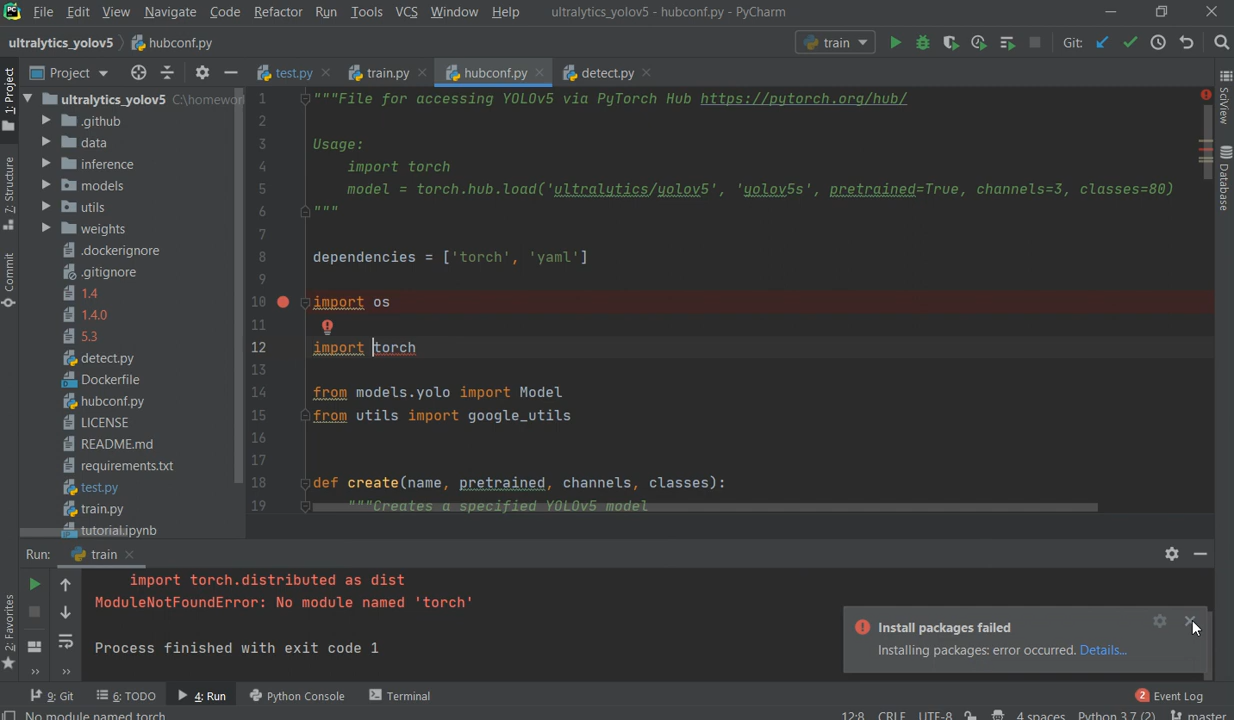 PC File Edit View Navigate Code Refactor Run Tools VCS Window Help ultralytics_yolov5 - hubconf.py - PyCharm
ultralytics_yolov5 hubconf.py train Git:
Project test.py train.py hubconf.py detect.py
1: Project
7: Structure
Commit
2: Favorites
SciView
Database
ultralytics_yolov5 C:\homewor
.github
data
inference
models
utils
weights
.dockerignore
.gitignore
1.4
1.4.0
5.3
detect.py
Dockerfile
hubconf.py
LICENSE
README.md
requirements.txt
test.py
train.py
tutorial.ipynb
1 """File for accessing YOLOv5 via PyTorch Hub https://pytorch.org/hub/
2
3 Usage:
4 import torch
5 model = torch.hub.load('ultralytics/yolov5', 'yolov5s', pretrained=True, channels=3, classes=80)
6 """
7
8 dependencies = ['torch', 'yaml']
9
10 import os
11
12 import torch
13
14 from models.yolo import Model
15 from utils import google_utils
16
17
18 def create(name, pretrained, channels, classes):
19 """Creates a specified YOLOv5 model
Run: train
import torch.distributed as dist
ModuleNotFoundError: No module named 'torch'
Process finished with exit code 1
Install packages failed
Installing packages: error occurred. Details...
9: Git 6: TODO 4: Run Python Console Terminal 2 Event Log
No module named torch 12:8 CRLF UTF-8 4 spaces Python 3.7 (2) master